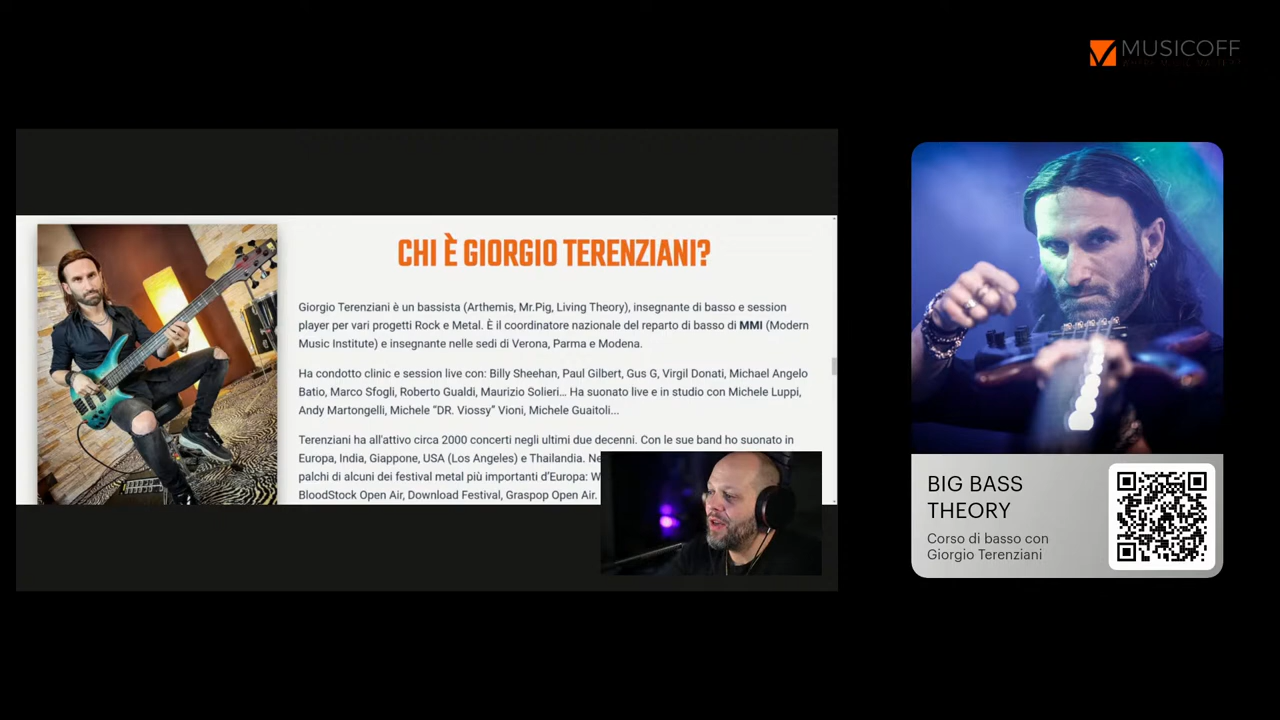 MUSICOFF
CHI È GIORGIO TERENZIANI?
Giorgio Terenziani è un bassista (Arthemis, Mr.Pig, Living Theory), insegnante di basso e session
player per vari progetti Rock e Metal. È il coordinatore nazionale del reparto di basso di MMI (Modern
Music Institute) e insegnante nelle sedi di Verona, Parma e Modena.
Ha condotto clinic e session live con: Billy Sheehan, Paul Gilbert, Gus G, Virgil Donati, Michael Angelo
Batio, Marco Sfogli, Roberto Gualdi, Maurizio Solieri... Ha suonato live e in studio con Michele Luppi,
Andy Martongelli, Michele “DR. Viossy” Vioni, Michele Guaitoli...
Terenziani ha all'attivo circa 2000 concerti negli ultimi due decenni. Con le sue band ho suonato in
Europa, India, Giappone, USA (Los Angeles) e Thailandia.
palchi di alcuni dei festival metal più importanti d’Europa:
BloodStock Open Air, Download Festival, Graspop Open Air.
BIG BASS
THEORY
Corso di basso con
Giorgio Terenziani